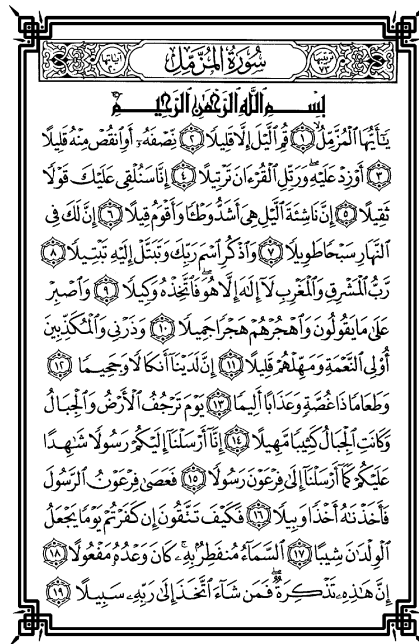 ترتيبها ٧٣ سُورَةُ المُزَّمِّلِ آياتها ٢٠
بِسْمِ ٱللَّهِ ٱلرَّحْمَٰنِ ٱلرَّحِيمِ
يَٰٓأَيُّهَا ٱلْمُزَّمِّلُ ١ قُمِ ٱلَّيْلَ إِلَّا قَلِيلًا ٢ نِّصْفَهُۥٓ أَوِ ٱنقُصْ مِنْهُ قَلِيلًا
٣ أَوْ زِدْ عَلَيْهِ وَرَتِّلِ ٱلْقُرْءَانَ تَرْتِيلًا ٤ إِنَّا سَنُلْقِى عَلَيْكَ قَوْلًا
ثَقِيلًا ٥ إِنَّ نَاشِئَةَ ٱلَّيْلِ هِىَ أَشَدُّ وَطْـًٔا وَأَقْوَمُ قِيلًا ٦ إِنَّ لَكَ فِى
ٱلنَّهَارِ سَبْحًا طَوِيلًا ٧ وَٱذْكُرِ ٱسْمَ رَبِّكَ وَتَبَتَّلْ إِلَيْهِ تَبْتِيلًا ٨
رَّبُّ ٱلْمَشْرِقِ وَٱلْمَغْرِبِ لَآ إِلَٰهَ إِلَّا هُوَ فَٱتَّخِذْهُ وَكِيلًا ٩ وَٱصْبِرْ
عَلَىٰ مَا يَقُولُونَ وَٱهْجُرْهُمْ هَجْرًا جَمِيلًا ١٠ وَذَرْنِى وَٱلْمُكَذِّبِينَ
أُو۟لِى ٱلنَّعْمَةِ وَمَهِّلْهُمْ قَلِيلًا ١١ إِنَّ لَدَيْنَآ أَنكَالًا وَجَحِيمًا ١٢
وَطَعَامًا ذَا غُصَّةٍ وَعَذَابًا أَلِيمًا ١٣ يَوْمَ تَرْجُفُ ٱلْأَرْضُ وَٱلْجِبَالُ
وَكَانَتِ ٱلْجِبَالُ كَثِيبًا مَّهِيلًا ١٤ إِنَّآ أَرْسَلْنَآ إِلَيْكُمْ رَسُولًا شَٰهِدًا
عَلَيْكُمْ كَمَآ أَرْسَلْنَآ إِلَىٰ فِرْعَوْنَ رَسُولًا ١٥ فَعَصَىٰ فِرْعَوْنُ ٱلرَّسُولَ
فَأَخَذْنَٰهُ أَخْذًا وَبِيلًا ١٦ فَكَيْفَ تَتَّقُونَ إِن كَفَرْتُمْ يَوْمًا يَجْعَلُ
ٱلْوِلْدَٰنَ شِيبًا ١٧ ٱلسَّمَآءُ مُنفَطِرٌۢ بِهِۦ كَانَ وَعْدُهُۥ مَفْعُولًا ١٨
إِنَّ هَٰذِهِۦ تَذْكِرَةٌ فَمَن شَآءَ ٱتَّخَذَ إِلَىٰ رَبِّهِۦ سَبِيلًا ١٩